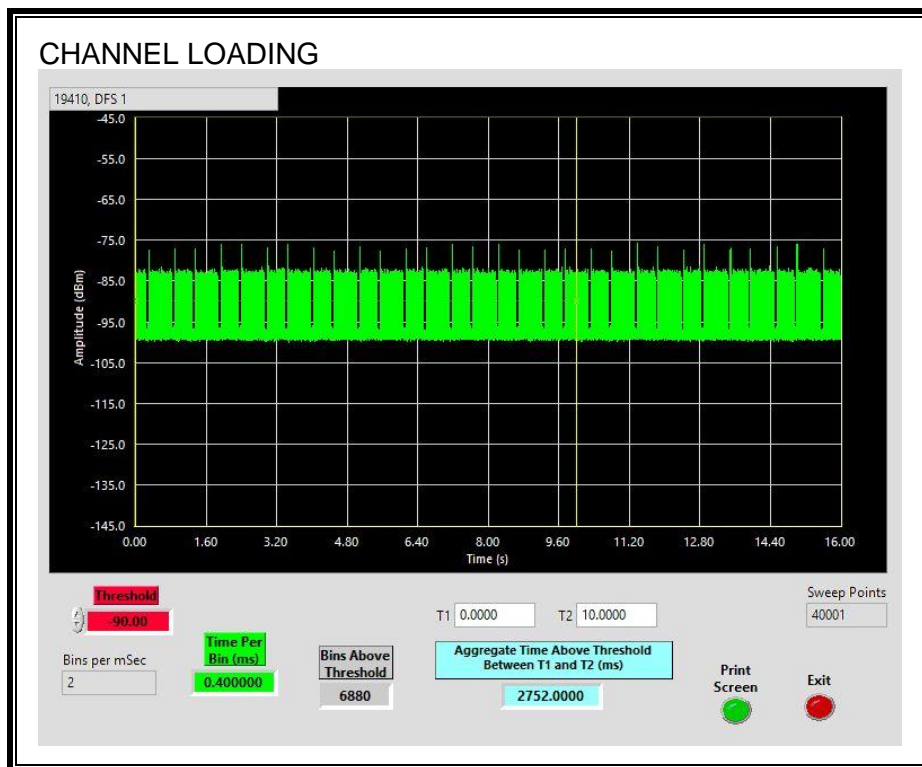 CHANNEL LOADING
19410, DFS 1
-45.0
-55.0
-65.0
-75.0
-85.0
-95.0
-105.0
-115.0
-125.0
-135.0
-145.0
Amplitude (dBm)
0.00 1.60 3.20 4.80 6.40 8.00 9.60 11.20 12.80 14.40 16.00
Time (s)
Threshold
-90.00
Bins per mSec
2
Time Per
Bin (ms)
0.400000
Bins Above
Threshold
6880
T1 0.0000 T2 10.0000
Aggregate Time Above Threshold
Between T1 and T2 (ms)
2752.0000
Sweep Points
40001
Print
Screen
Exit